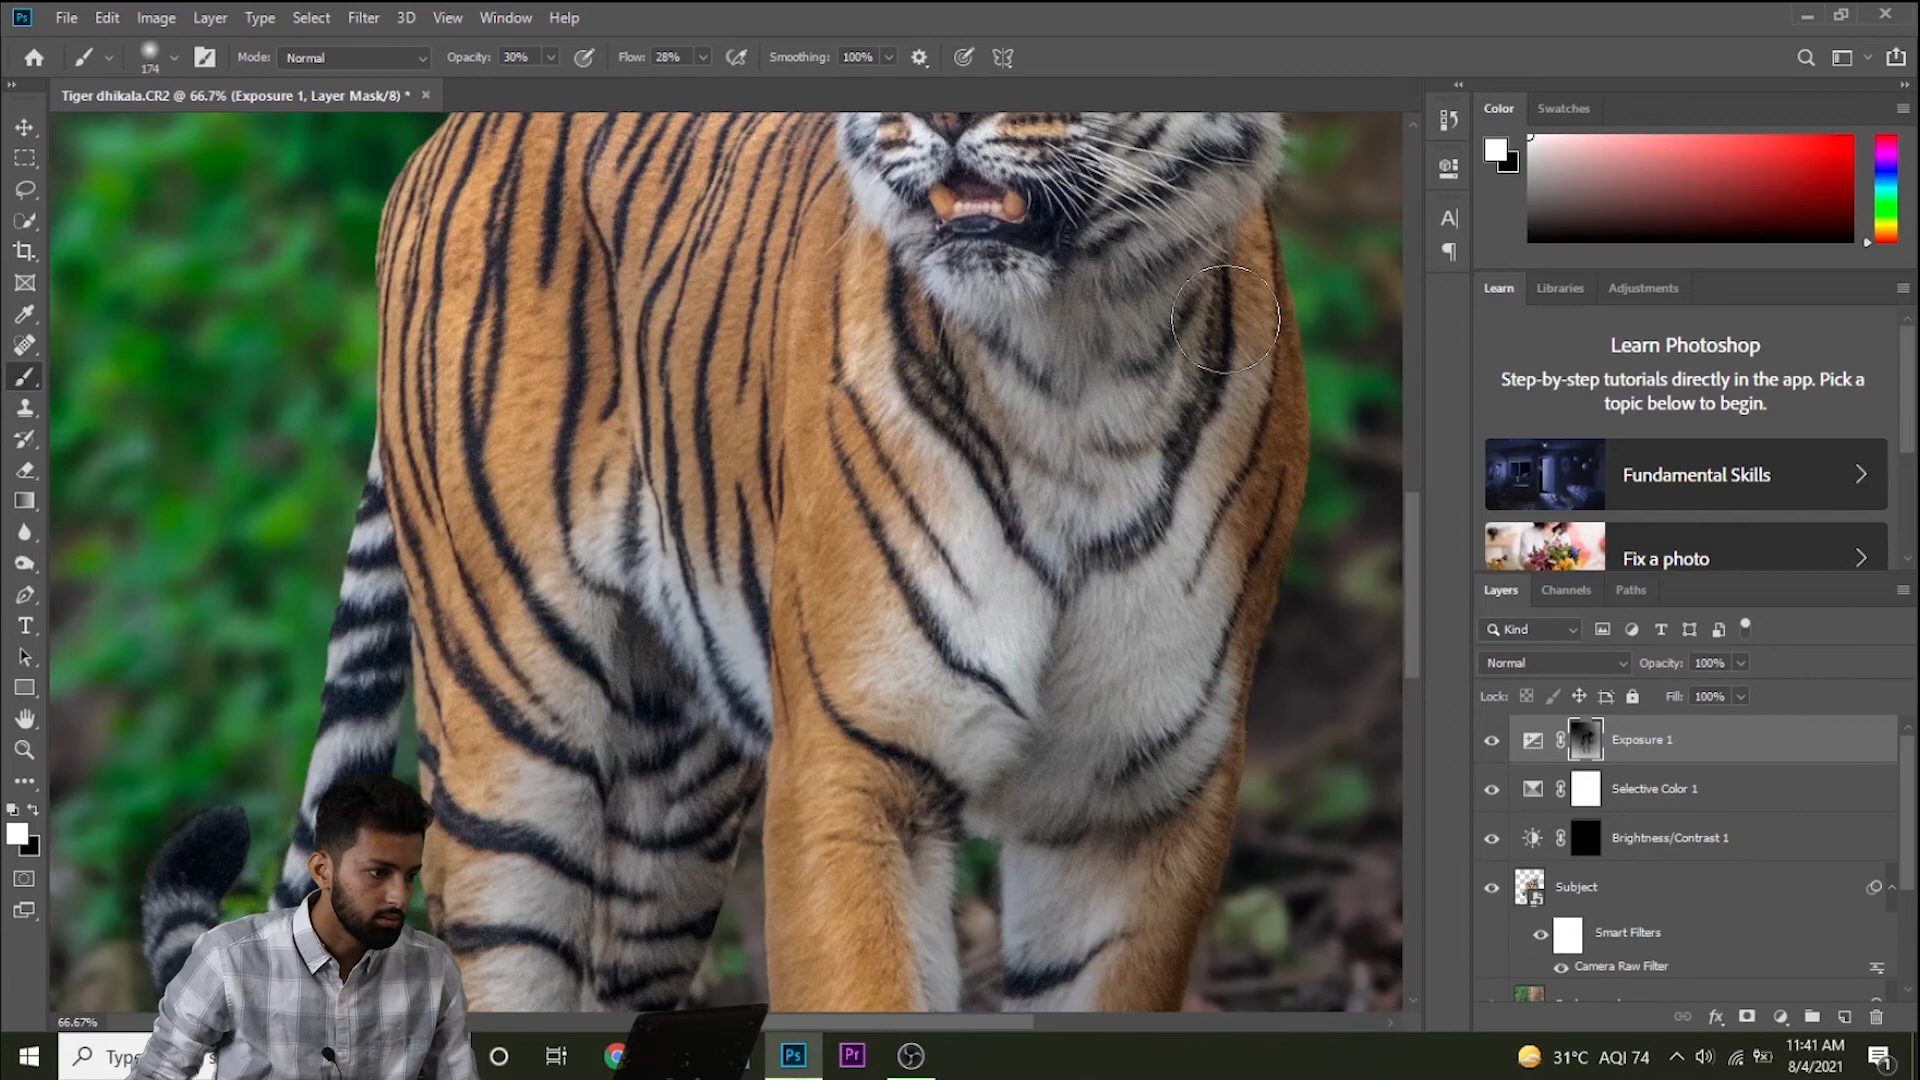 Ps File Edit Image Layer Type Select Filter 3D View Window Help
174 Mode: Normal Opacity: 30% Flow: 28% Smoothing: 100%
Tiger dhikala.CR2 @ 66.7% (Exposure 1, Layer Mask/8) *
Color Swatches
Learn Libraries Adjustments
Learn Photoshop
Step-by-step tutorials directly in the app. Pick a
topic below to begin.
Fundamental Skills
Fix a photo
Layers Channels Paths
Kind
Normal Opacity: 100%
Lock: Fill: 100%
Exposure 1
Selective Color 1
Brightness/Contrast 1
Subject
Smart Filters
Camera Raw Filter
66.67%
Ps Pr 31°C AQI 74 11:41 AM
8/4/2021 1